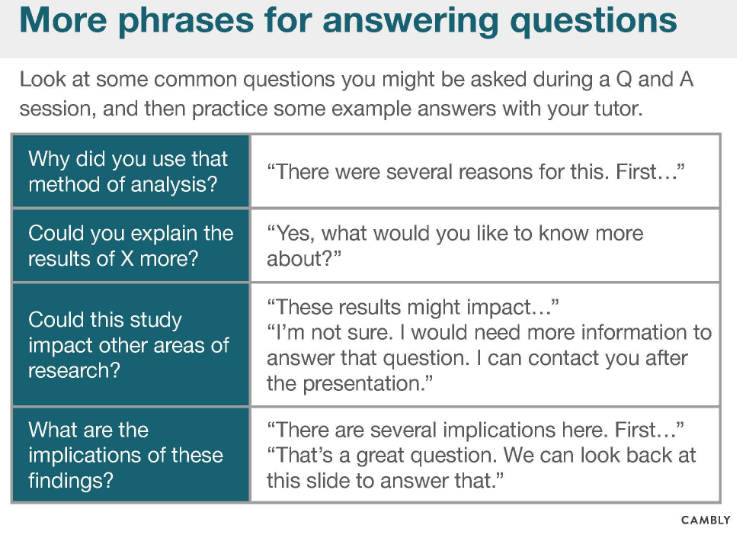 More phrases for answering questions
Look at some common questions you might be asked during a Q and A
session, and then practice some example answers with your tutor.
Why did you use that
method of analysis?
“There were several reasons for this. First…”
Could you explain the
results of X more?
“Yes, what would you like to know more
about?”
Could this study
impact other areas of
research?
“These results might impact…”
“I’m not sure. I would need more information to
answer that question. I can contact you after
the presentation.”
What are the
implications of these
findings?
“There are several implications here. First…”
“That’s a great question. We can look back at
this slide to answer that.”
CAMBLY